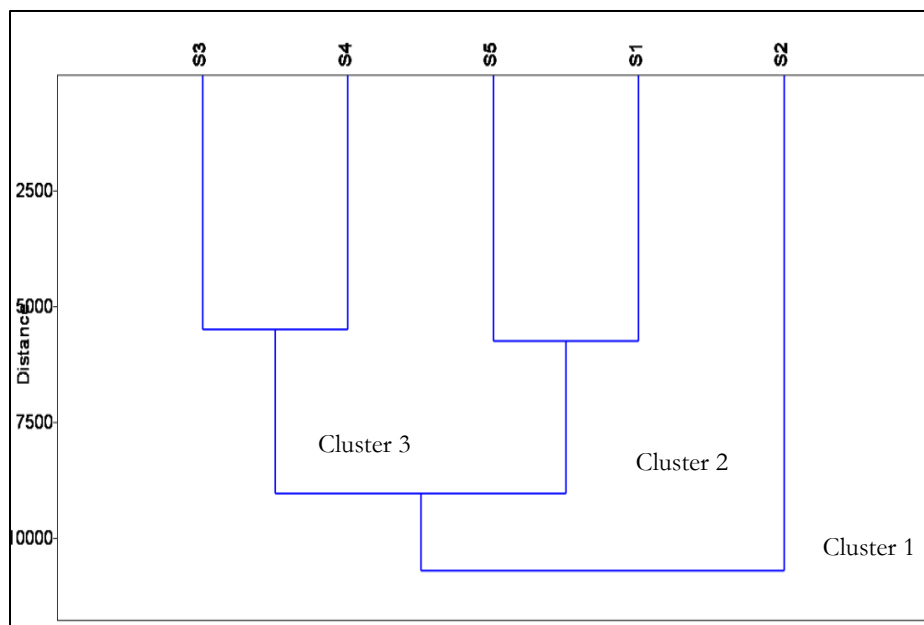 S3 S4 S5 S1 S2
2500
5000
Distance
7500
Cluster 3
Cluster 2
10000
Cluster 1